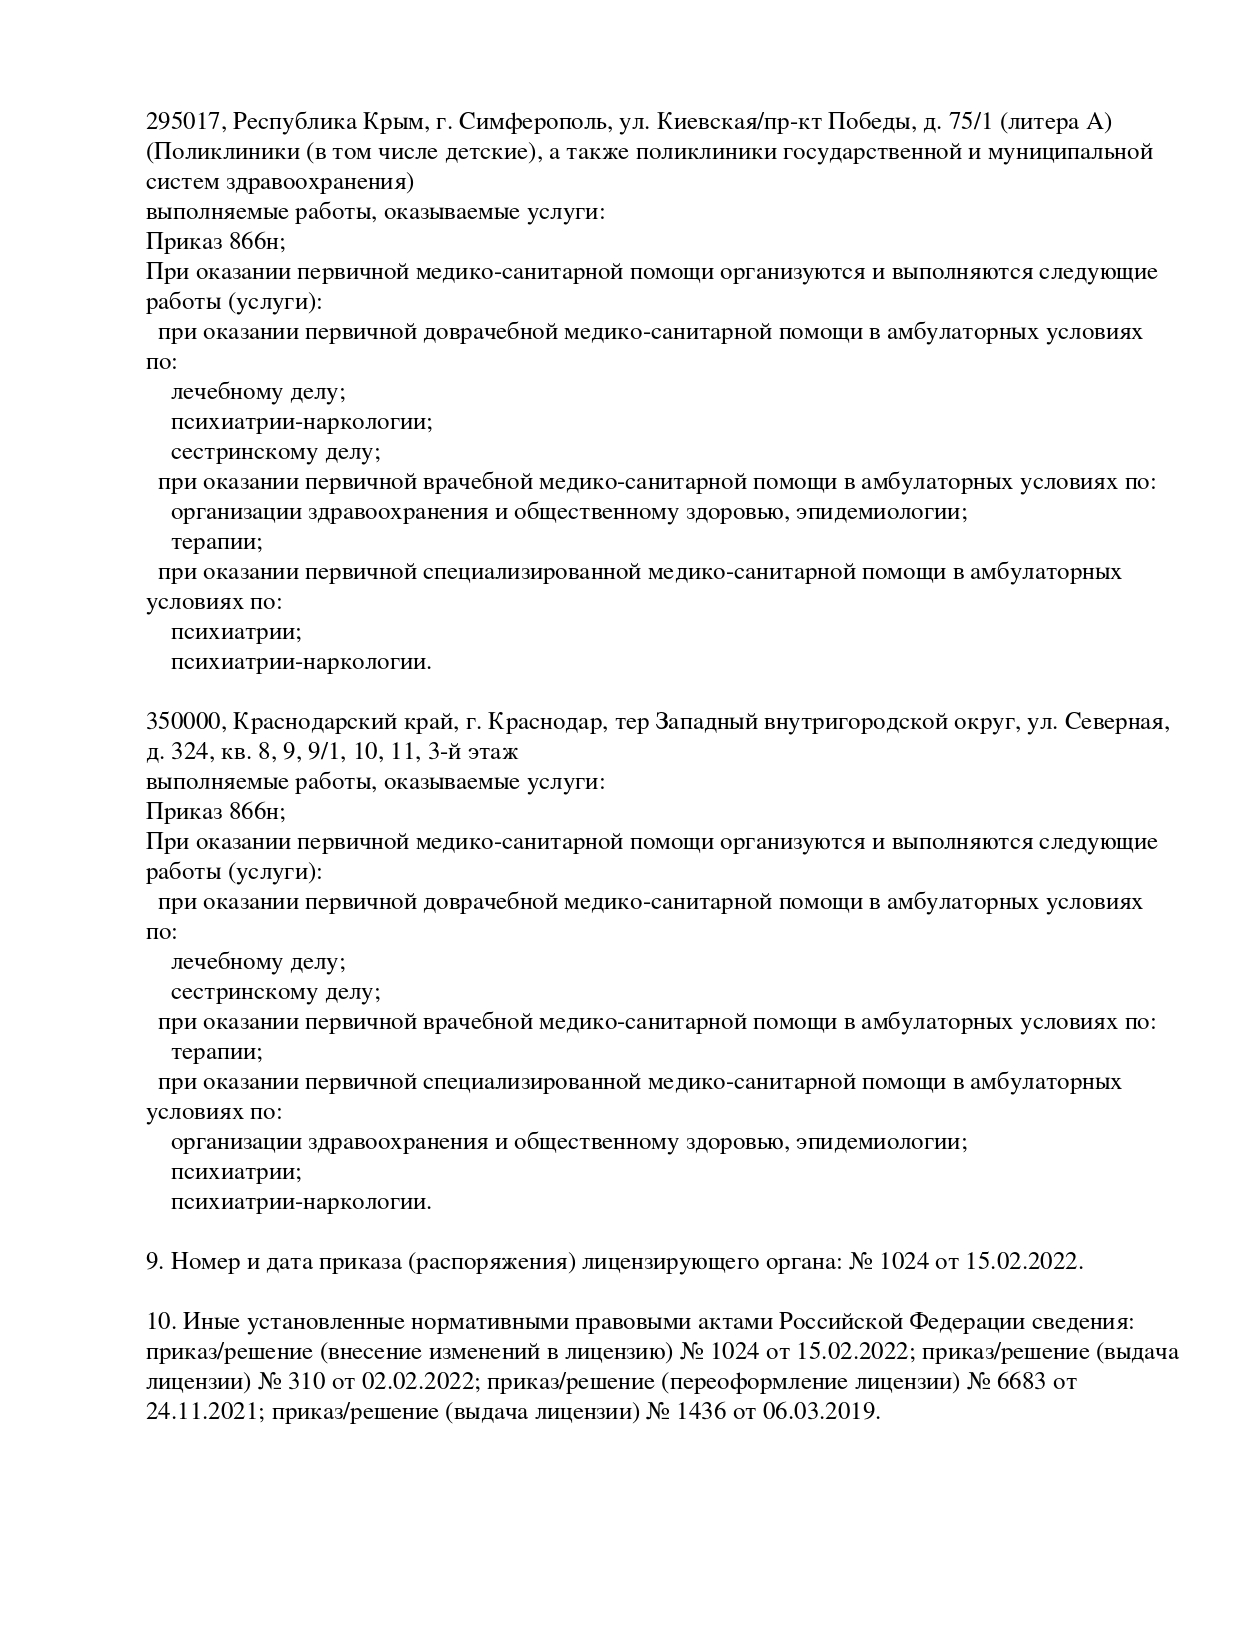 295017, Республика Крым, г. Симферополь, ул. Киевская/пр-кт Победы, д. 75/1 (литера А)
(Поликлиники (в том числе детские), а также поликлиники государственной и муниципальной
систем здравоохранения)
выполняемые работы, оказываемые услуги:
Приказ 866н;
При оказании первичной медико-санитарной помощи организуются и выполняются следующие
работы (услуги):
при оказании первичной доврачебной медико-санитарной помощи в амбулаторных условиях
по:
лечебному делу;
психиатрии-наркологии;
сестринскому делу;
при оказании первичной врачебной медико-санитарной помощи в амбулаторных условиях по:
организации здравоохранения и общественному здоровью, эпидемиологии;
терапии;
при оказании первичной специализированной медико-санитарной помощи в амбулаторных
условиях по:
психиатрии;
психиатрии-наркологии.
350000, Краснодарский край, г. Краснодар, тер Западный внутригородской округ, ул. Северная,
д. 324, кв. 8, 9, 9/1, 10, 11, 3-й этаж
выполняемые работы, оказываемые услуги:
Приказ 866н;
При оказании первичной медико-санитарной помощи организуются и выполняются следующие
работы (услуги):
при оказании первичной доврачебной медико-санитарной помощи в амбулаторных условиях
по:
лечебному делу;
сестринскому делу;
при оказании первичной врачебной медико-санитарной помощи в амбулаторных условиях по:
терапии;
при оказании первичной специализированной медико-санитарной помощи в амбулаторных
условиях по:
организации здравоохранения и общественному здоровью, эпидемиологии;
психиатрии;
психиатрии-наркологии.
9. Номер и дата приказа (распоряжения) лицензирующего органа: № 1024 от 15.02.2022.
10. Иные установленные нормативными правовыми актами Российской Федерации сведения:
приказ/решение (внесение изменений в лицензию) № 1024 от 15.02.2022; приказ/решение (выдача
лицензии) № 310 от 02.02.2022; приказ/решение (переоформление лицензии) № 6683 от
24.11.2021; приказ/решение (выдача лицензии) № 1436 от 06.03.2019.